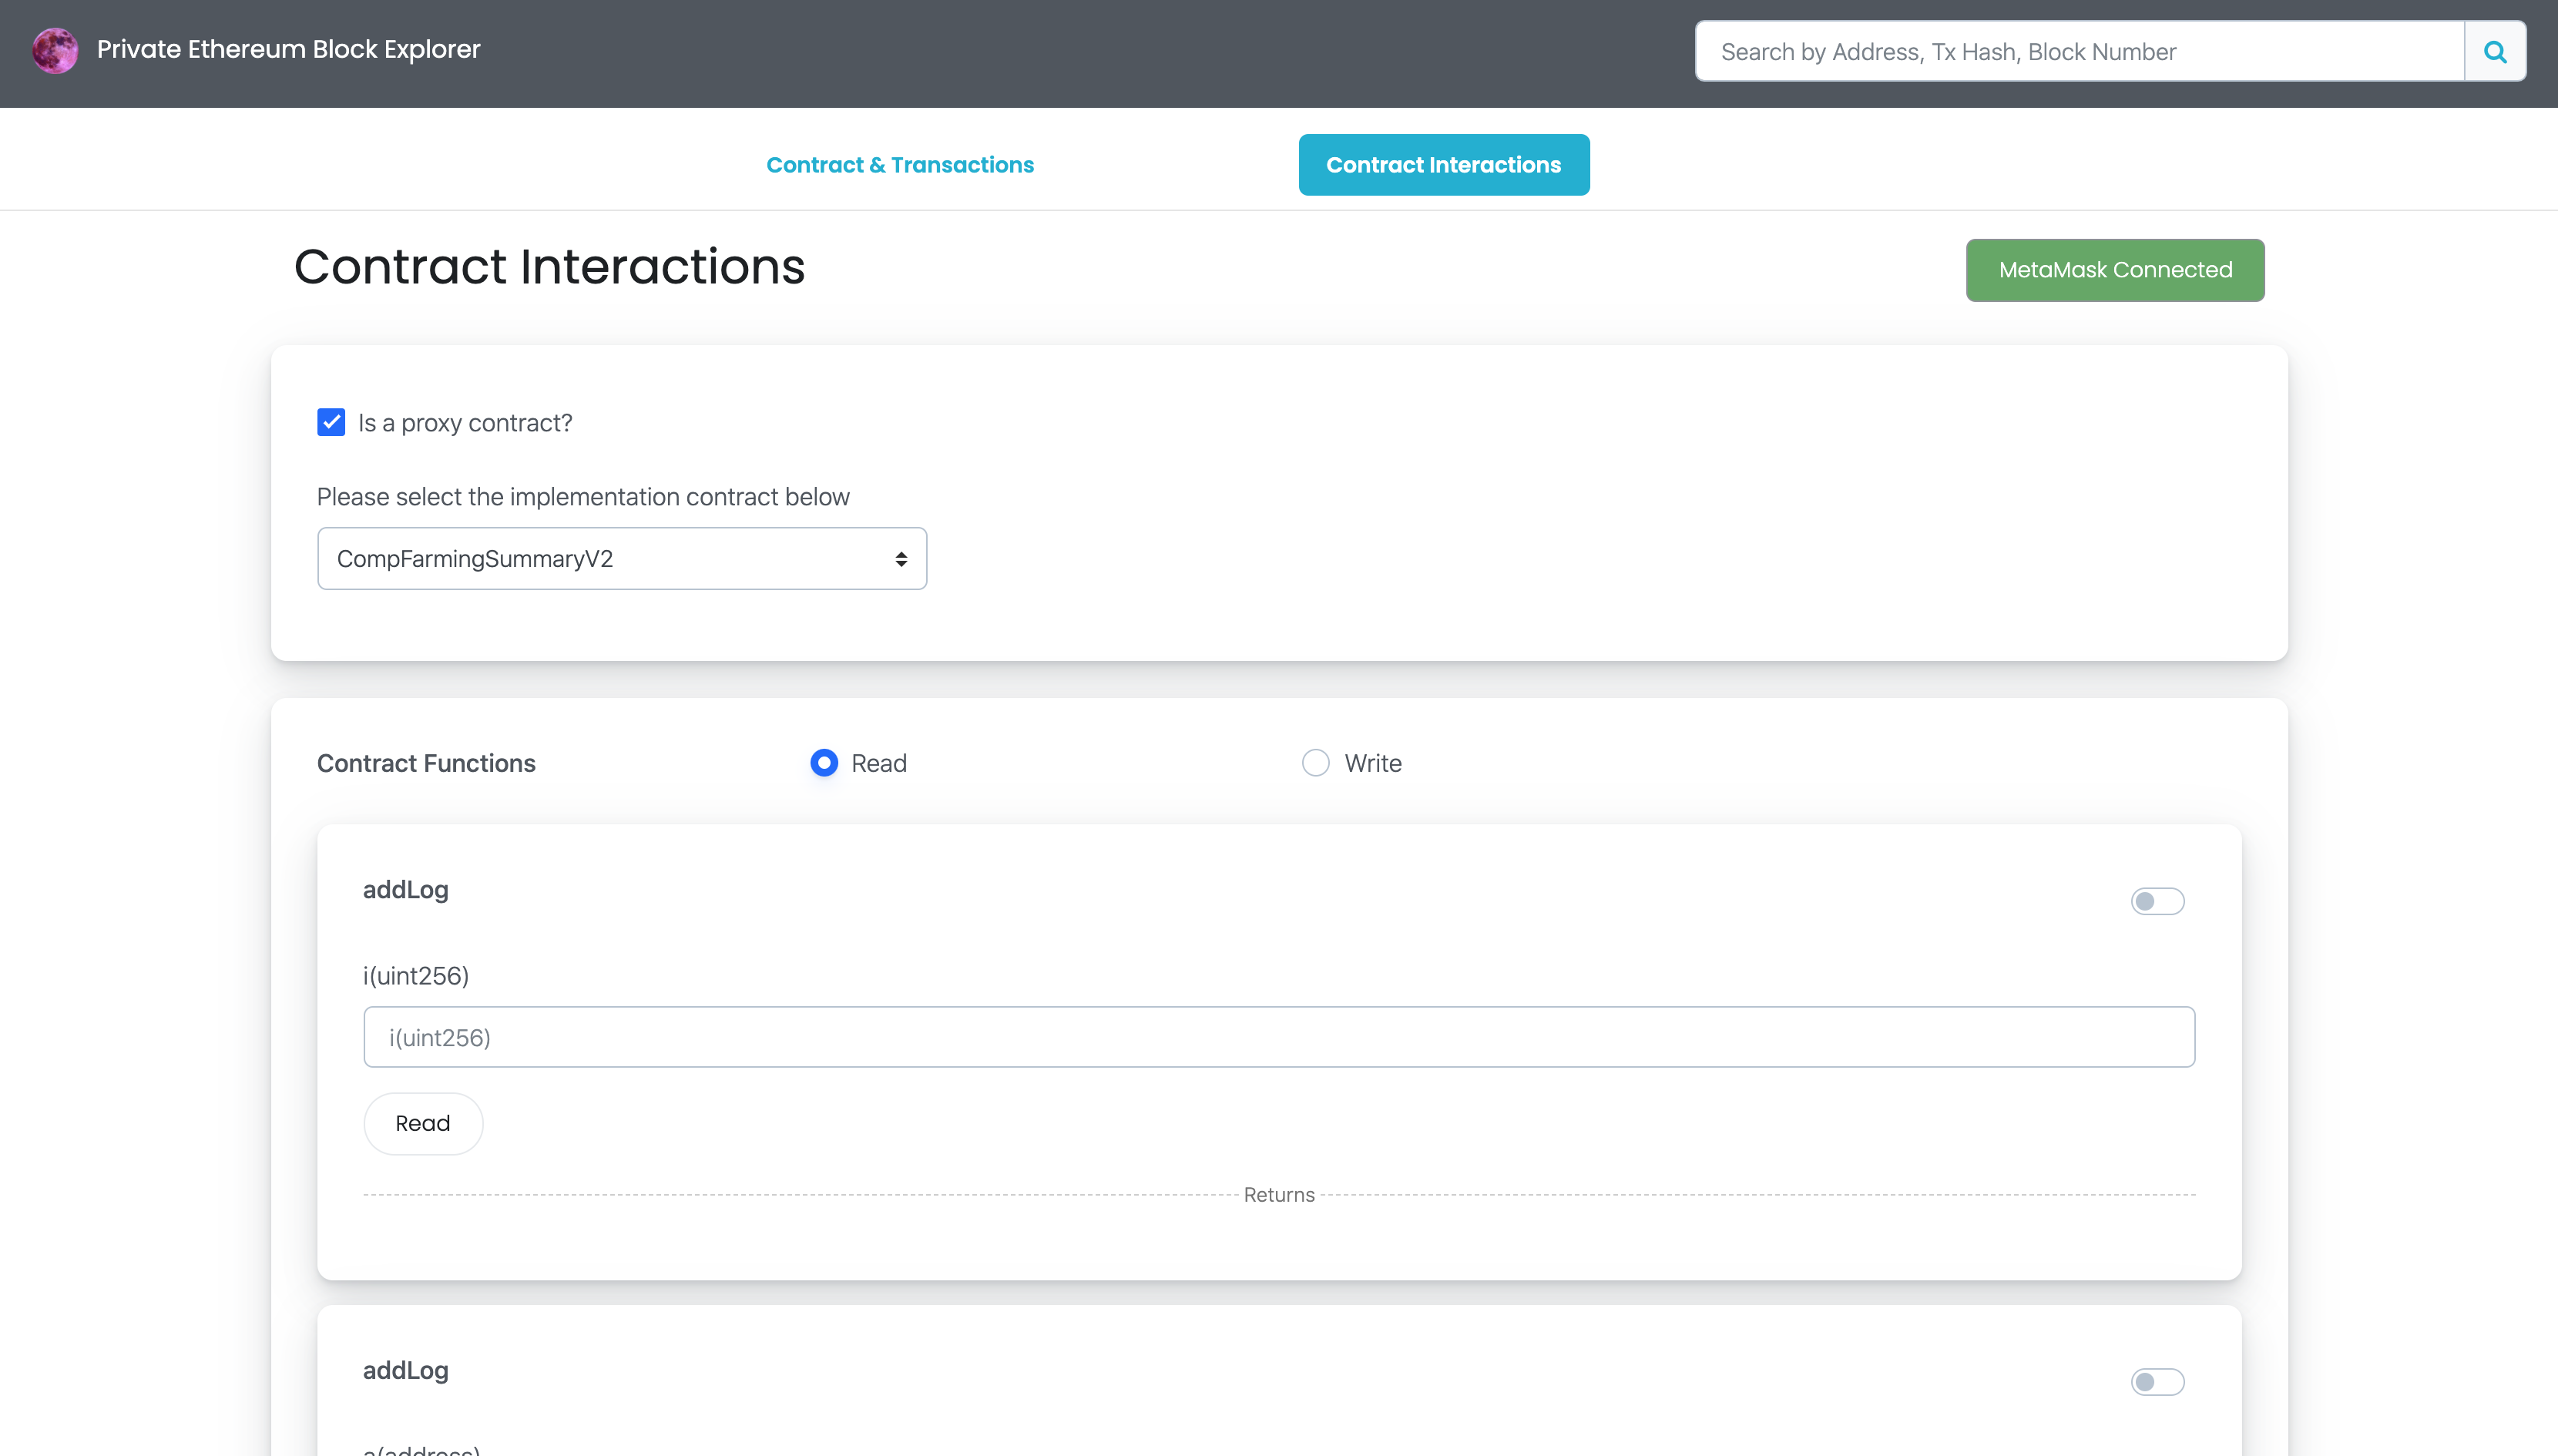 Private Ethereum Block Explorer
Search by Address, Tx Hash, Block Number
Contract & Transactions
Contract Interactions
Contract Interactions
MetaMask Connected
Is a proxy contract?
Please select the implementation contract below
CompFarmingSummaryV2
Contract Functions
Read
Write
addLog
i(uint256)
i(uint256)
Read
Returns
addLog
a(address)